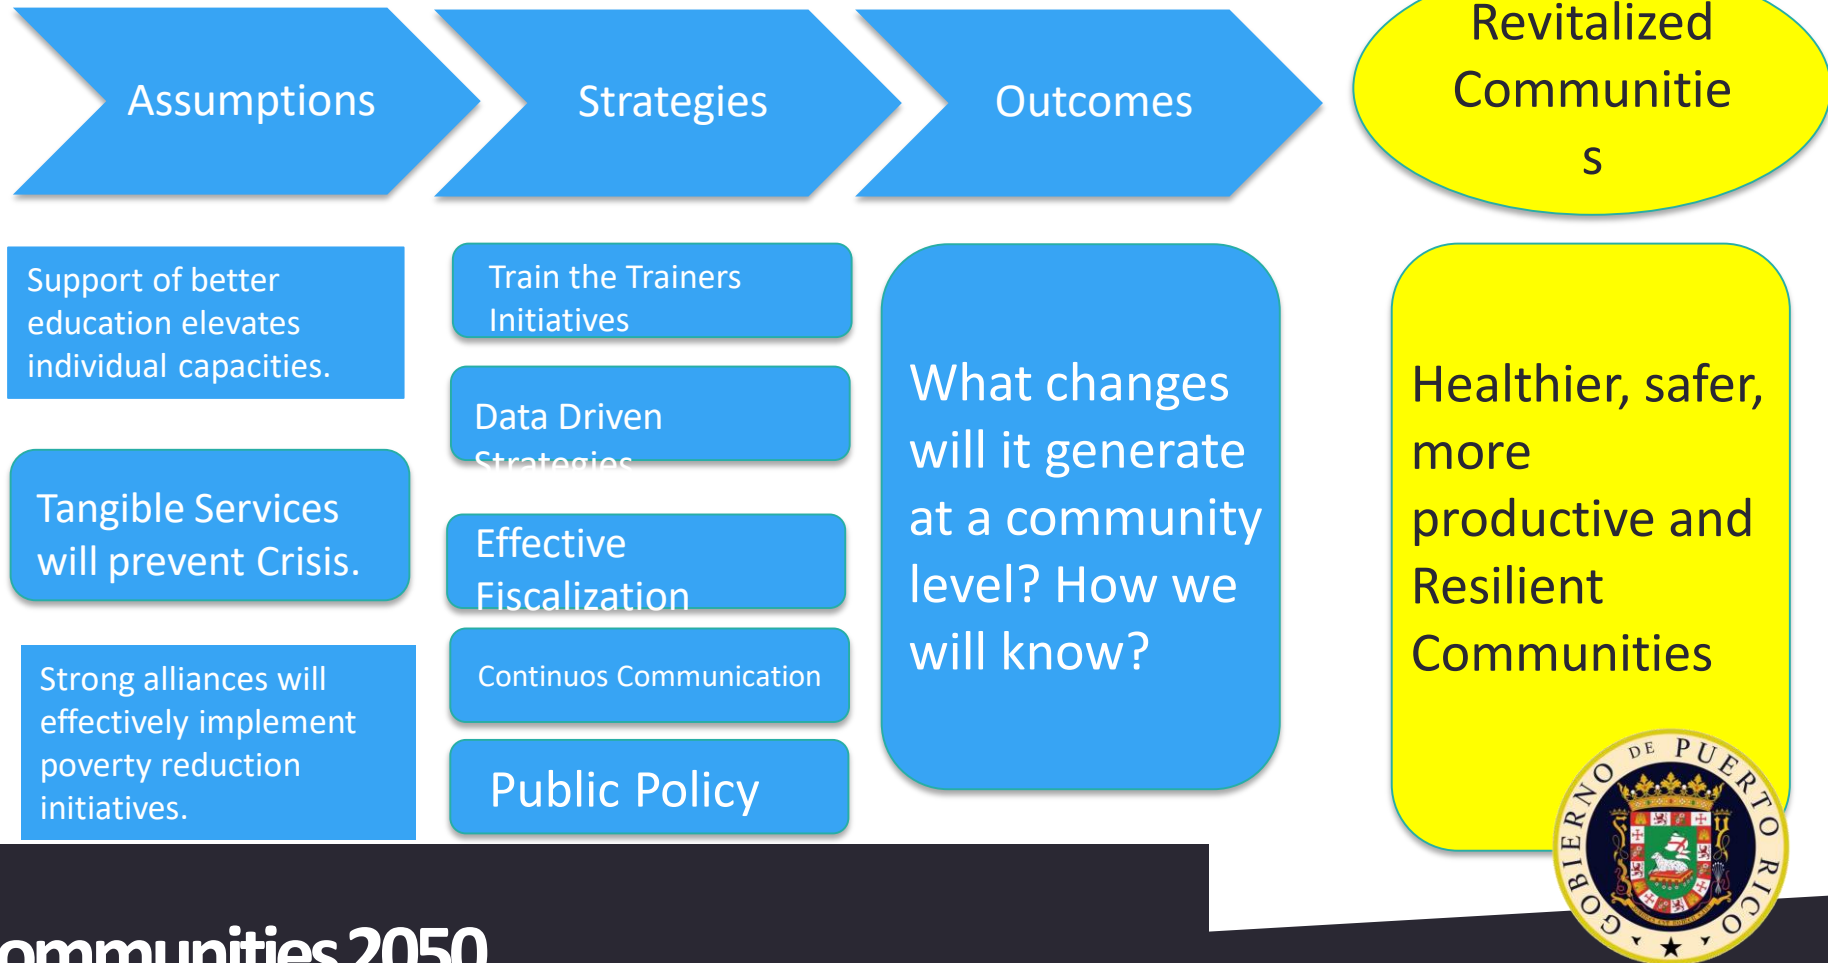 Assumptions
Strategies
Outcomes
Revitalized
Communitie
s
Support of better
education elevates
individual capacities.
Tangible Services
will prevent Crisis.
Strong alliances will
effectively implement
poverty reduction
initiatives.
Train the Trainers
Initiatives
Data Driven
Strategies
Effective
Fiscalization
Continuos Communication
Public Policy
What changes
will it generate
at a community
level? How we
will know?
Healthier, safer,
more
productive and
Resilient
Communities
GOBIERNO DE PUERTO RICO
ommunities 2050